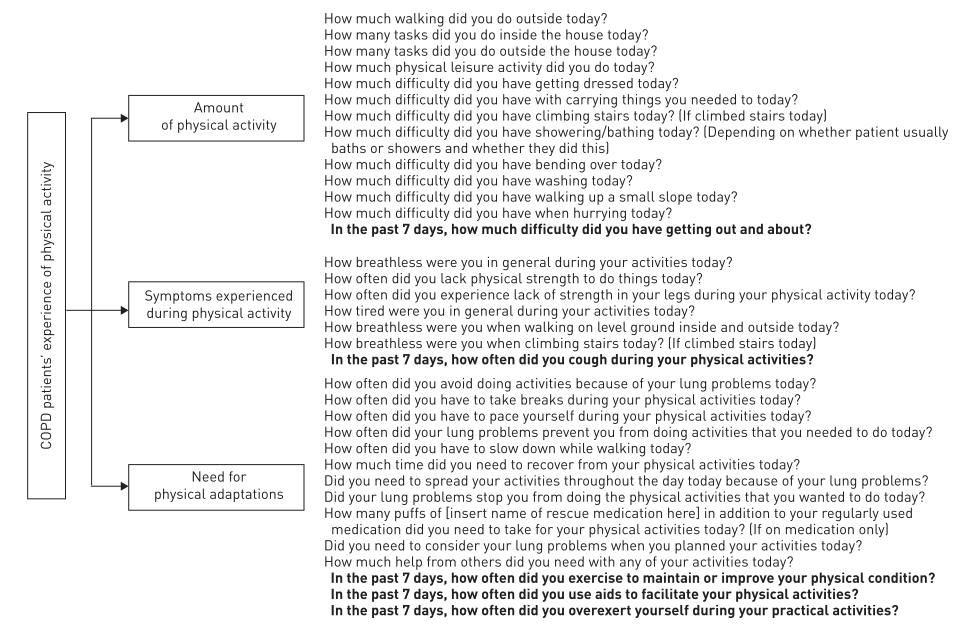 COPD patients' experience of physical activity
Amount
of physical activity
How much walking did you do outside today?
How many tasks did you do inside the house today?
How many tasks did you do outside the house today?
How much physical leisure activity did you do today?
How much difficulty did you have getting dressed today?
How much difficulty did you have with carrying things you needed to today?
How much difficulty did you have climbing stairs today? (If climbed stairs today)
How much difficulty did you have showering/bathing today? (Depending on whether patient usually
baths or showers and whether they did this)
How much difficulty did you have bending over today?
How much difficulty did you have washing today?
How much difficulty did you have walking up a small slope today?
How much difficulty did you have when hurrying today?
In the past 7 days, how much difficulty did you have getting out and about?
Symptoms experienced
during physical activity
How breathless were you in general during your activities today?
How often did you lack physical strength to do things today?
How often did you experience lack of strength in your legs during your physical activity today?
How tired were you in general during your activities today?
How breathless were you when walking on level ground inside and outside today?
How breathless were you when climbing stairs today? (If climbed stairs today)
In the past 7 days, how often did you cough during your physical activities?
Need for
physical adaptations
How often did you avoid doing activities because of your lung problems today?
How often did you have to take breaks during your physical activities today?
How often did you have to pace yourself during your physical activities today?
How often did your lung problems prevent you from doing activities that you needed to do today?
How often did you have to slow down while walking today?
How much time did you need to recover from your physical activities today?
Did you need to spread your activities throughout the day today because of your lung problems?
Did your lung problems stop you from doing the physical activities that you wanted to do today?
How many puffs of [insert name of rescue medication here] in addition to your regularly used
medication did you need to take for your physical activities today? (If on medication only)
Did you need to consider your lung problems when you planned your activities today?
How much help from others did you need with any of your activities today?
In the past 7 days, how often did you exercise to maintain or improve your physical condition?
In the past 7 days, how often did you use aids to facilitate your physical activities?
In the past 7 days, how often did you overexert yourself during your practical activities?